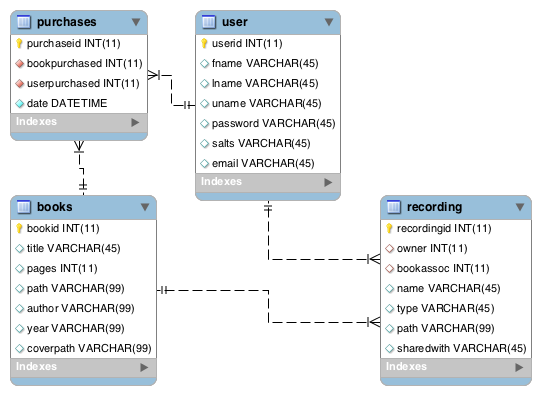 purchases
purchaseid INT(11)
bookpurchased INT(11)
userpurchased INT(11)
date DATETIME
Indexes
user
userid INT(11)
fname VARCHAR(45)
lname VARCHAR(45)
uname VARCHAR(45)
password VARCHAR(45)
salts VARCHAR(45)
email VARCHAR(45)
Indexes
books
bookid INT(11)
title VARCHAR(45)
pages INT(11)
path VARCHAR(99)
author VARCHAR(99)
year VARCHAR(99)
coverpath VARCHAR(99)
Indexes
recording
recordingid INT(11)
owner INT(11)
bookassoc INT(11)
name VARCHAR(45)
type VARCHAR(45)
path VARCHAR(99)
sharedwith VARCHAR(45)
Indexes